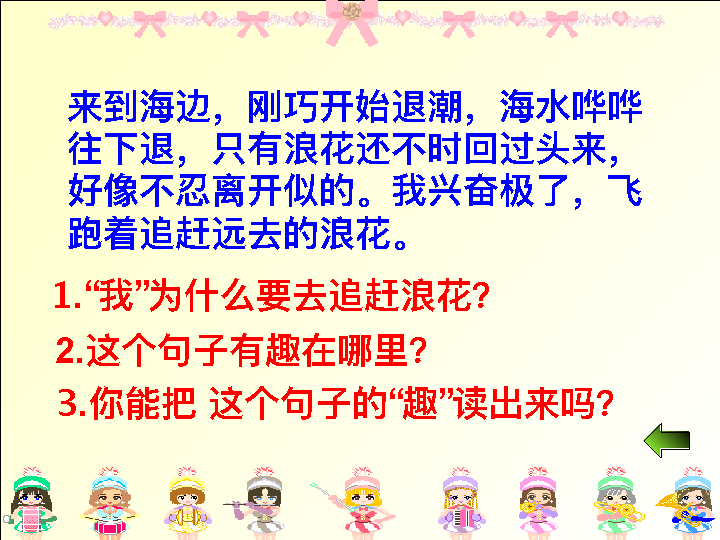 来到海边，刚巧开始退潮，海水哗哗
往下退，只有浪花还不时回过头来，
好像不忍离开似的。我兴奋极了，飞
跑着追赶远去的浪花。
1.“我”为什么要去追赶浪花?
2.这个句子有趣在哪里?
3.你能把 这个句子的“趣”读出来吗?